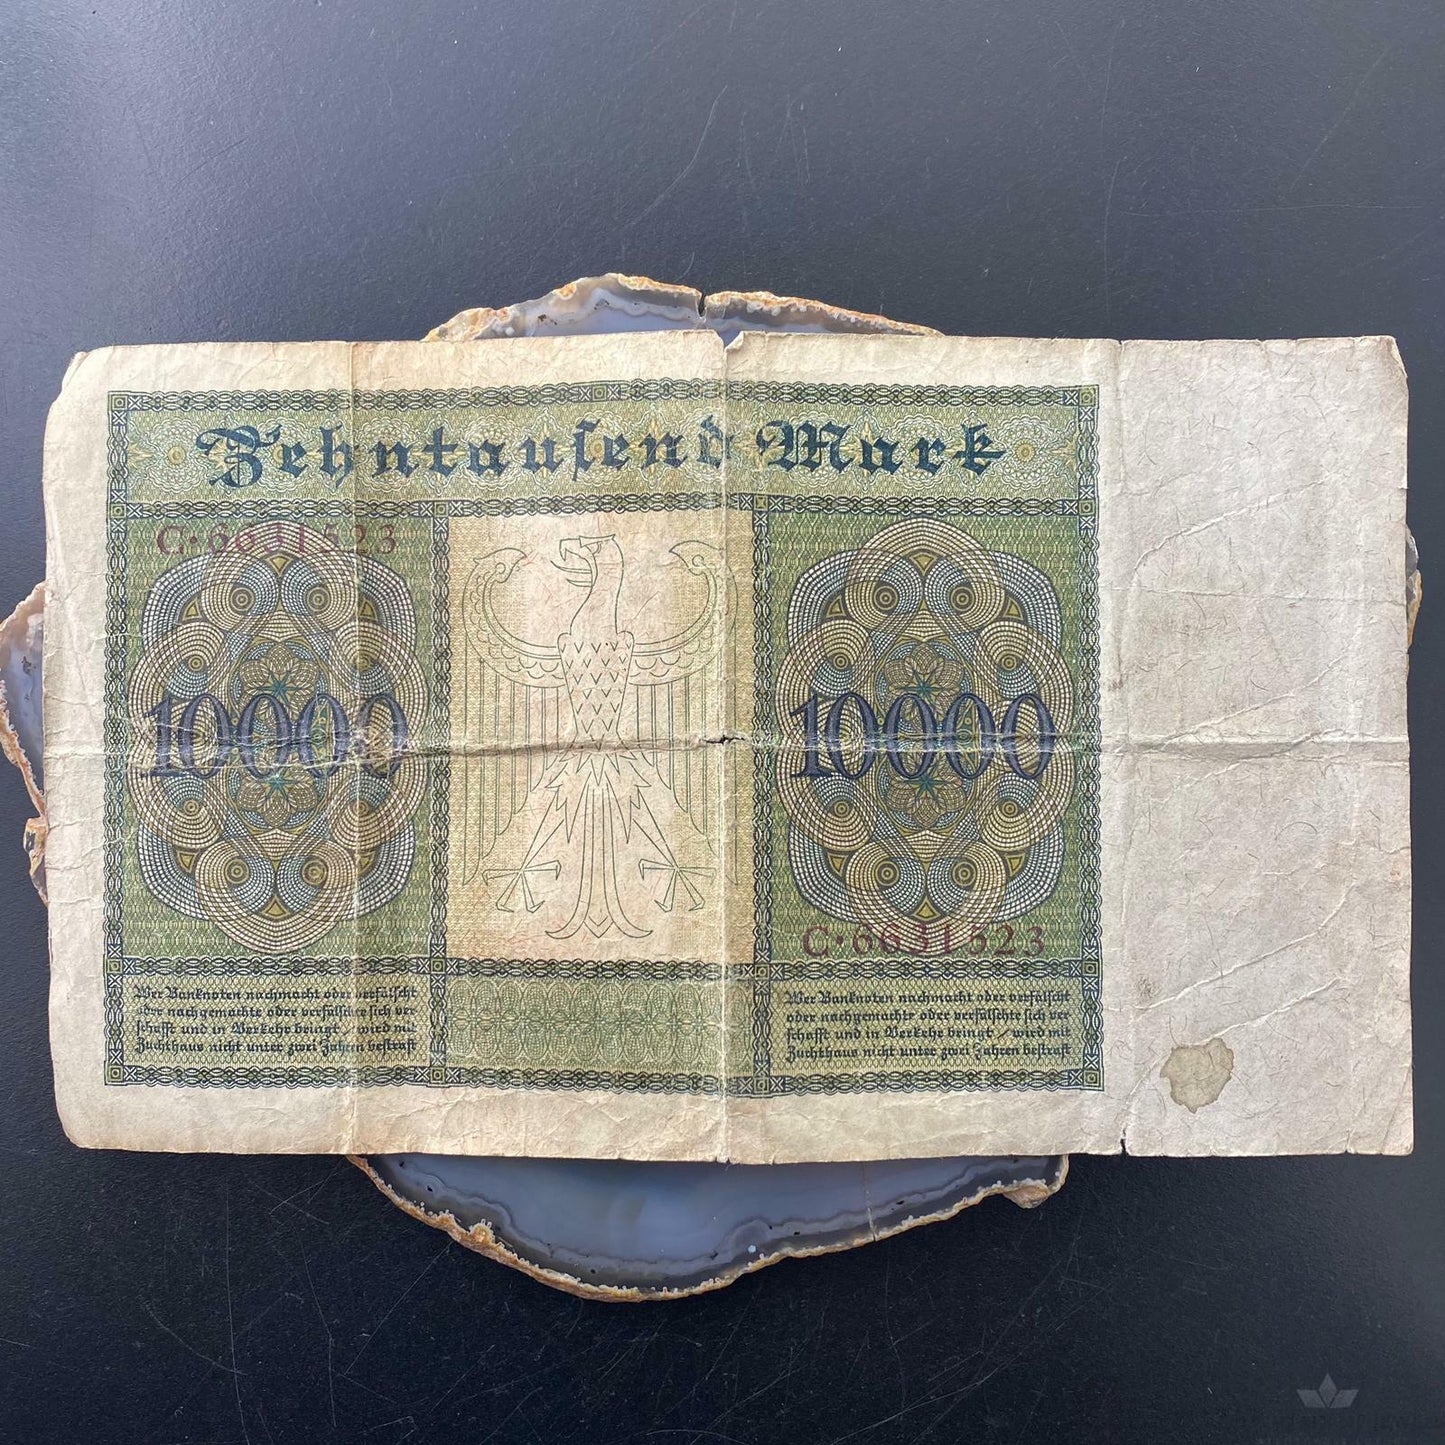 Zehntausend Mark
C·6631523
10000
10000
C·6631523
Wer Banknoten nachmacht oder verfälscht
oder nachgemachte oder verfälschte sich ver
schafft und in Verkehr bringt, wird mit
Zuchthaus nicht unter zwei Jahren bestraft
Wer Banknoten nachmacht oder verfälscht
oder nachgemachte oder verfälschte sich ver
schafft und in Verkehr bringt, wird mit
Zuchthaus nicht unter zwei Jahren bestraft